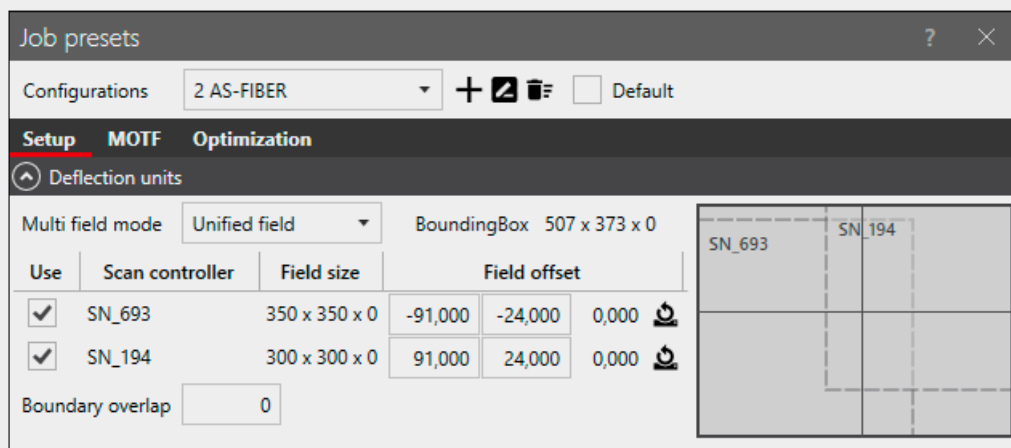 Job presets ?
Configurations 2 AS-FIBER Default
Setup MOTF Optimization
Deflection units
Multi field mode Unified field BoundingBox 507 x 373 x 0
SN_693 SN_194
Use Scan controller Field size Field offset
SN_693 350 x 350 x 0 -91,000 -24,000 0,000
SN_194 300 x 300 x 0 91,000 24,000 0,000
Boundary overlap 0